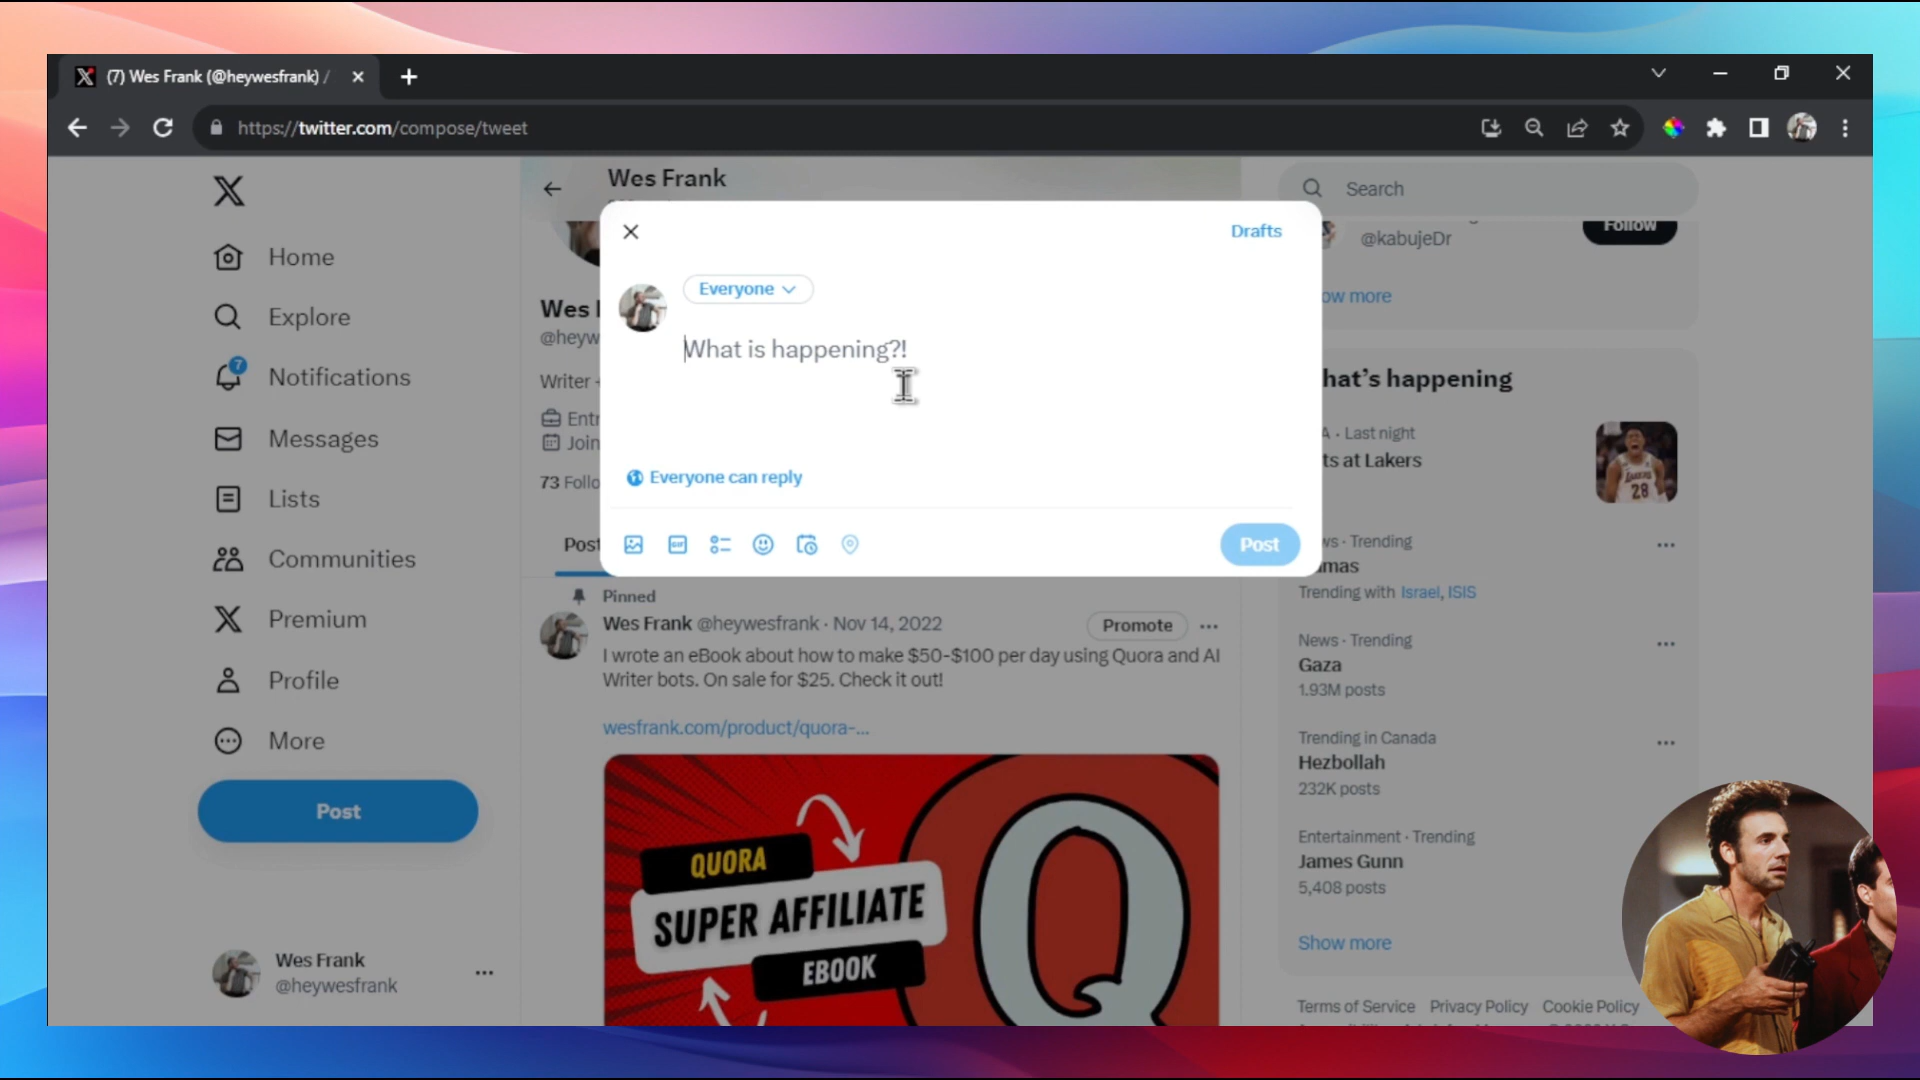 (7) Wes Frank (@heywesfrank) /
https://twitter.com/compose/tweet
Home
Explore
7
Notifications
Messages
Lists
Communities
Premium
Profile
More
Post
Wes Frank
@heywesfrank
Wes Frank
Drafts
Everyone
What is happening?!
Everyone can reply
GIF
Post
Wes
@heyw
Writer
Entr
Join
73 Follo
Post
Pinned
Wes Frank @heywesfrank · Nov 14, 2022
Promote
I wrote an eBook about how to make $50-$100 per day using Quora and AI
Writer bots. On sale for $25. Check it out!
wesfrank.com/product/quora-...
QUORA
SUPER AFFILIATE
EBOOK
Q
Search
@kabujeDr
Follow
ow more
hat’s happening
A · Last night
ts at Lakers
LAKERS
28
ws · Trending
amas
Trending with Israel, ISIS
News · Trending
Gaza
1.93M posts
Trending in Canada
Hezbollah
232K posts
Entertainment · Trending
James Gunn
5,408 posts
Show more
Terms of Service Privacy Policy Cookie Policy